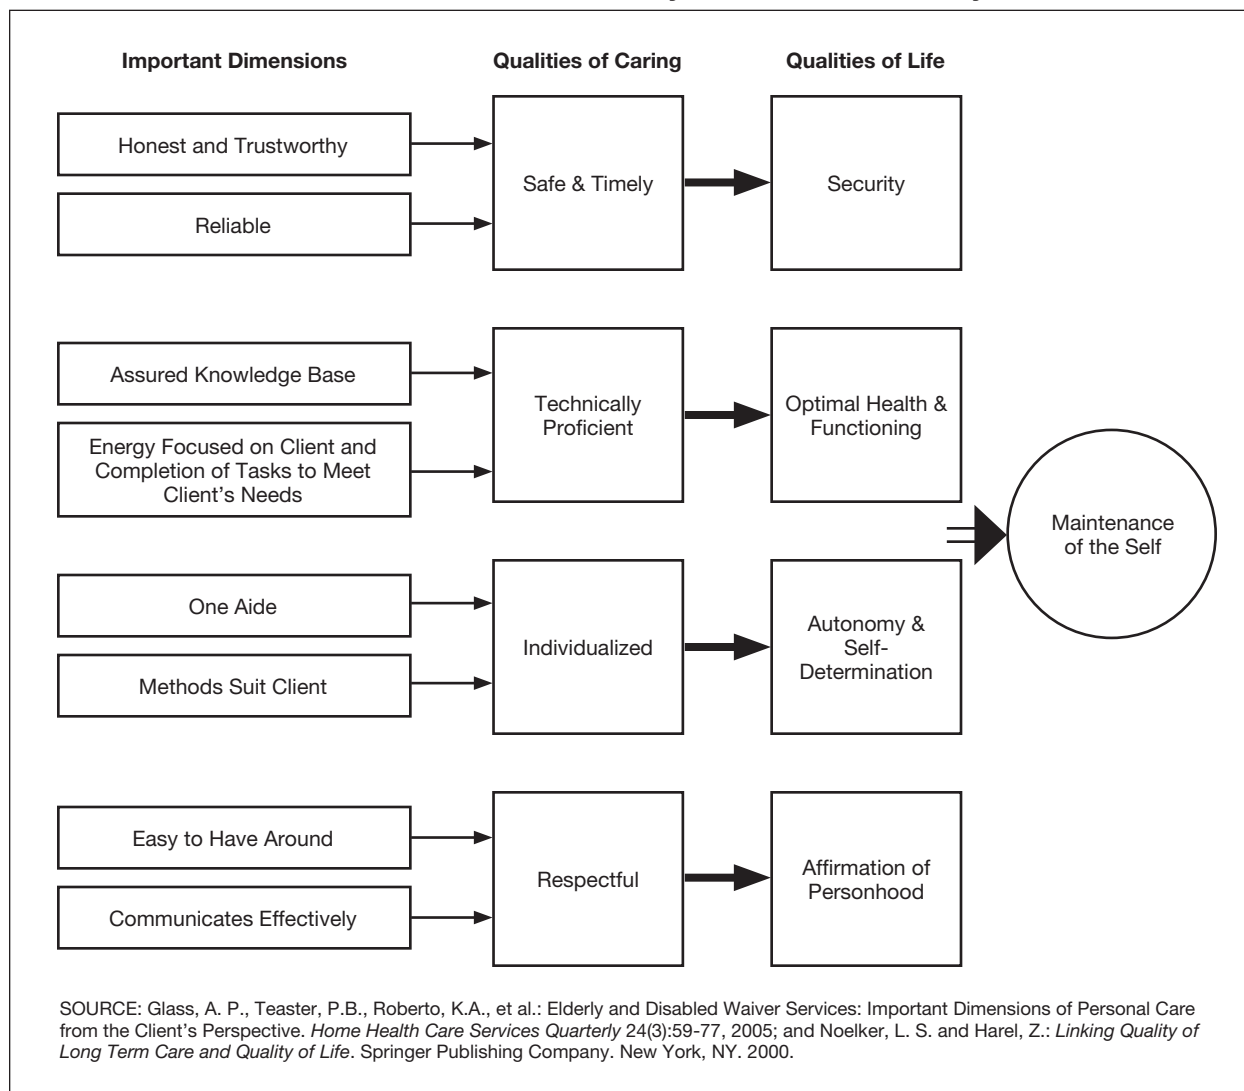 Important Dimensions
Qualities of Caring
Qualities of Life
Honest and Trustworthy
Reliable
Safe & Timely
Security
Assured Knowledge Base
Energy Focused on Client and
Completion of Tasks to Meet
Client's Needs
Technically
Proficient
Optimal Health &
Functioning
One Aide
Methods Suit Client
Individualized
Autonomy &
Self-
Determination
Easy to Have Around
Communicates Effectively
Respectful
Affirmation of
Personhood
Maintenance
of the Self
SOURCE: Glass, A. P., Teaster, P.B., Roberto, K.A., et al.: Elderly and Disabled Waiver Services: Important Dimensions of Personal Care
from the Client's Perspective. Home Health Care Services Quarterly 24(3):59-77, 2005; and Noelker, L. S. and Harel, Z.: Linking Quality of
Long Term Care and Quality of Life. Springer Publishing Company. New York, NY. 2000.